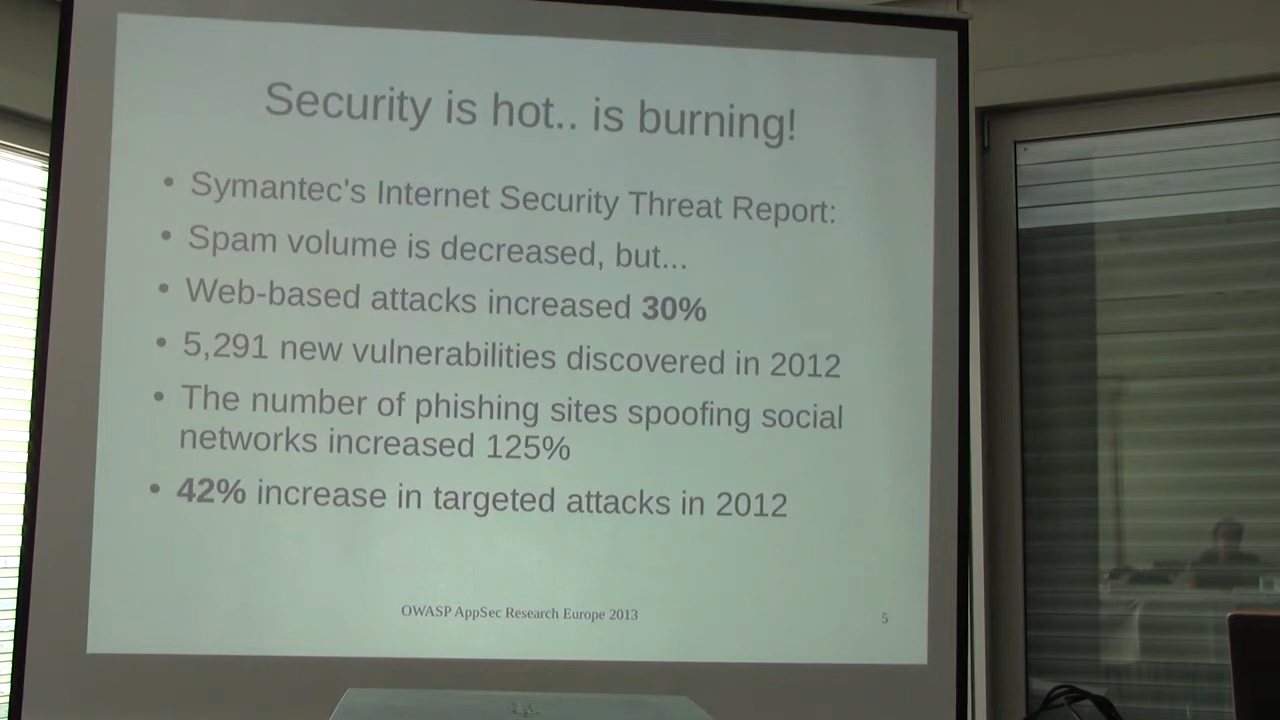 Security is hot.. is burning!
• Symantec's Internet Security Threat Report:
• Spam volume is decreased, but...
• Web-based attacks increased 30%
• 5,291 new vulnerabilities discovered in 2012
• The number of phishing sites spoofing social
networks increased 125%
• 42% increase in targeted attacks in 2012
OWASP AppSec Research Europe 2013
5